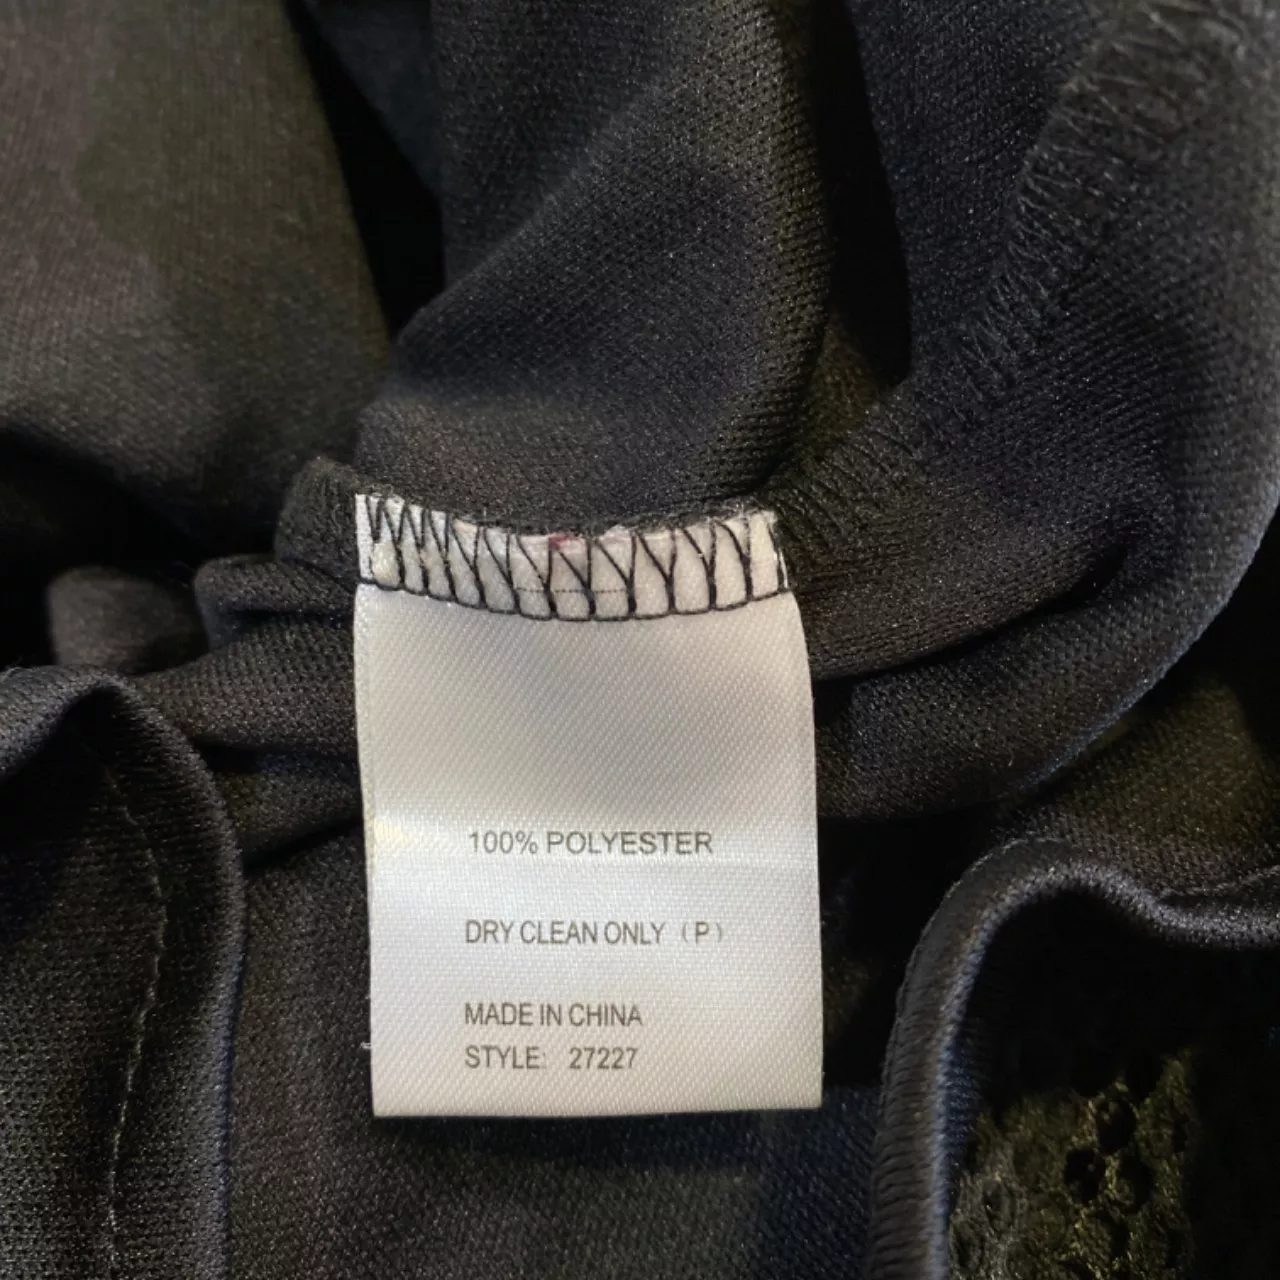 100% POLYESTER
DRY CLEAN ONLY (P)
MADE IN CHINA
STYLE: 27227